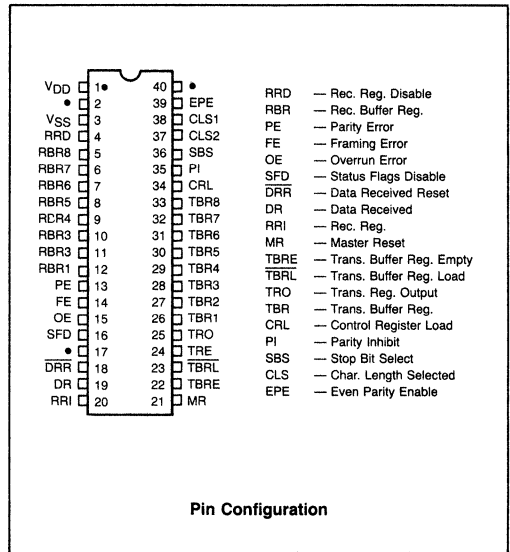 VDD 1● 40 ●
● 2 39 EPE
VSS 3 38 CLS1
RRD 4 37 CLS2
RBR8 5 36 SBS
RBR7 6 35 PI
RBR6 7 34 CRL
RBR5 8 33 TBR8
RCR4 9 32 TBR7
RBR3 10 31 TBR6
RBR3 11 30 TBR5
RBR1 12 29 TBR4
PE 13 28 TBR3
FE 14 27 TBR2
OE 15 26 TBR1
SFD 16 25 TRO
● 17 24 TRE
DRR 18 23 TBRL
DR 19 22 TBRE
RRI 20 21 MR
RRD — Rec. Reg. Disable
RBR — Rec. Buffer Reg.
PE — Parity Error
FE — Framing Error
OE — Overrun Error
SFD — Status Flags Disable
DRR — Data Received Reset
DR — Data Received
RRI — Rec. Reg.
MR — Master Reset
TBRE — Trans. Buffer Reg. Empty
TBRL — Trans. Buffer Reg. Load
TRO — Trans. Reg. Output
TBR — Trans. Buffer Reg.
CRL — Control Register Load
PI — Parity Inhibit
SBS — Stop Bit Select
CLS — Char. Length Selected
EPE — Even Parity Enable
Pin Configuration